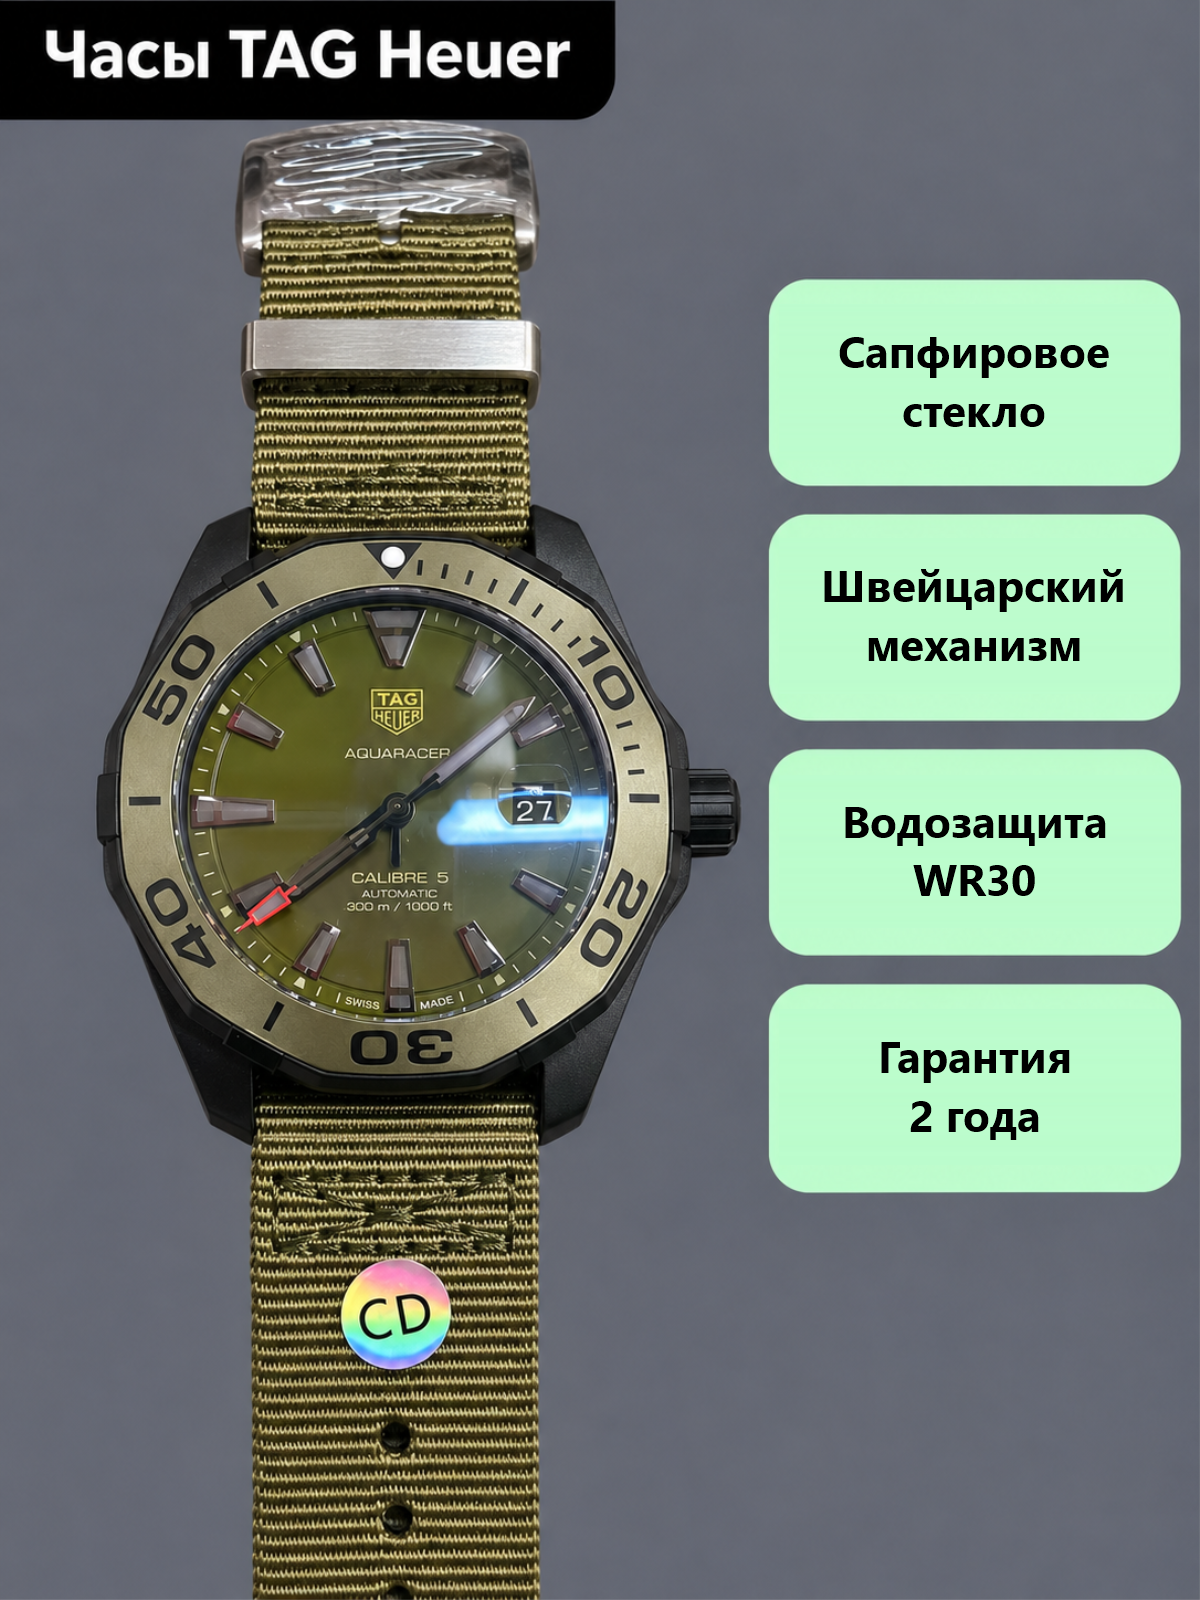 Часы TAG Heuer
Сапфировое
стекло
Швейцарский
механизм
Водозащита
WR30
Гарантия
2 года
TAG
HEUER
AQUARACER
27
CALIBRE 5
AUTOMATIC
300 m / 1000 ft
SWISS MADE
10
20
30
40
50
CD